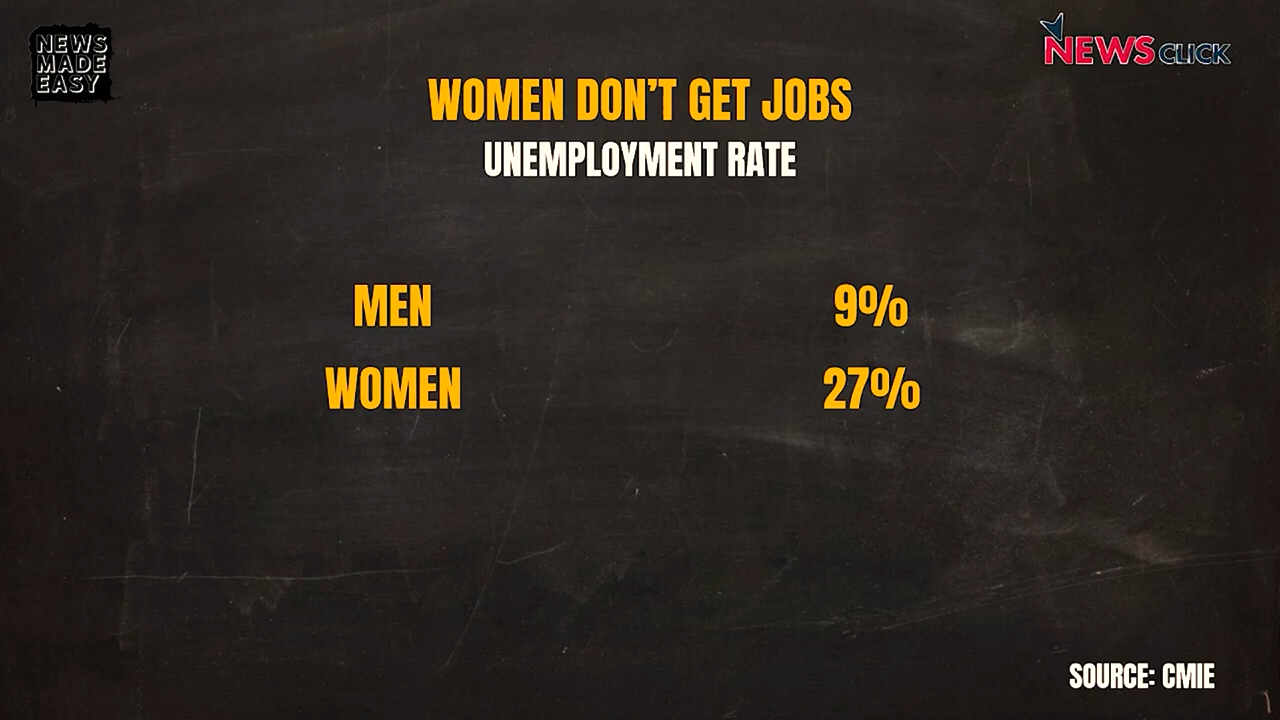 NEWS
MADE
EASY
NEWSCLICK
WOMEN DON'T GET JOBS
UNEMPLOYMENT RATE
MEN 9%
WOMEN 27%
SOURCE: CMIE